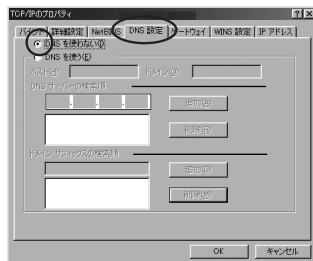 TCP/IPのプロパティ
バインド 詳細設定 NetBIOS DNS 設定 ゲートウェイ WINS 設定 IP アドレス
DNS を使わない(I)
DNS を使う(E)
ホスト(H): ドメイン(O):
DNS サーバーの検索順
追加(A)
削除(R)
ドメイン サフィックスの検索順
追加(D)
削除(M)
OK キャンセル